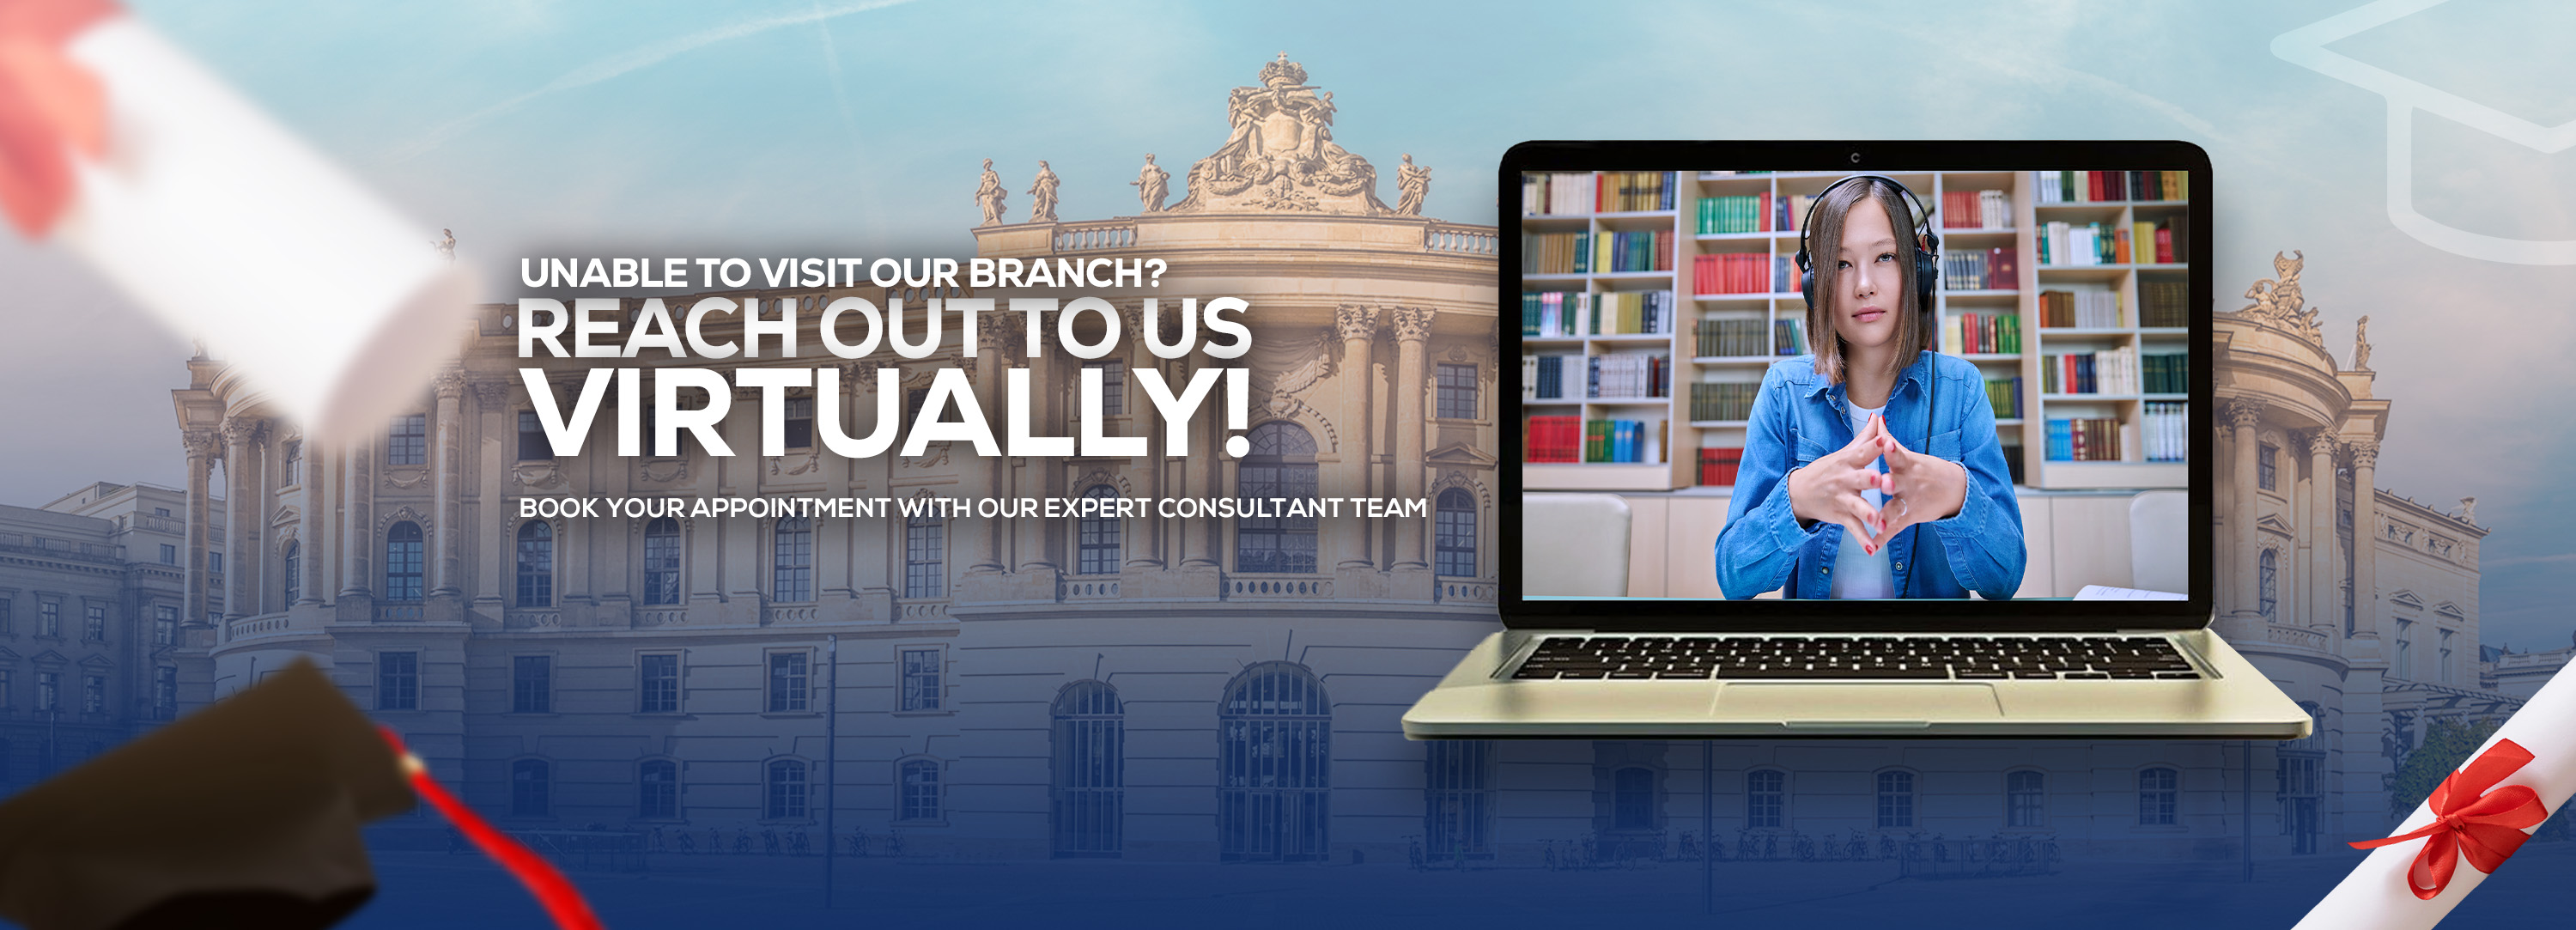 UNABLE TO VISIT OUR BRANCH?
REACH OUT TO US
VIRTUALLY!
BOOK YOUR APPOINTMENT WITH OUR EXPERT CONSULTANT TEAM